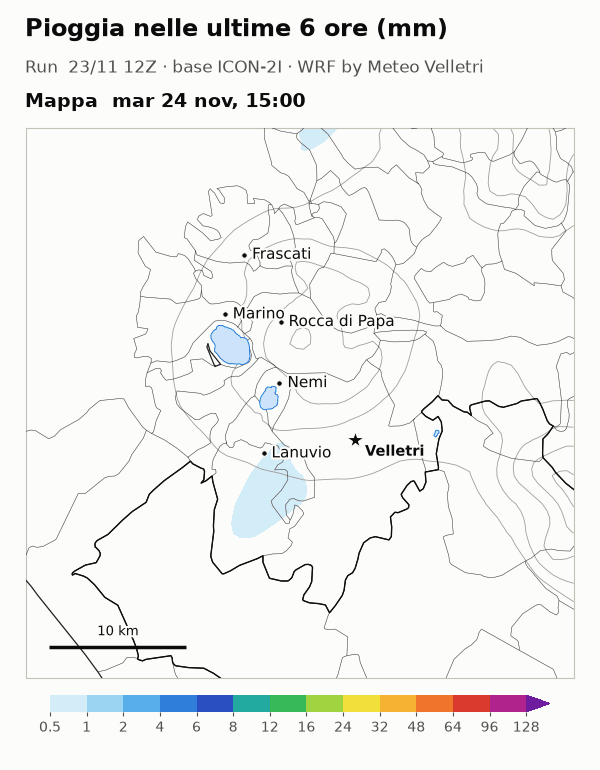 Pioggia nelle ultime 6 ore (mm)
Run  23/11 12Z · base ICON-2I · WRF by Meteo Velletri
Mappa  mar 24 nov, 15:00
Frascati
Marino
Rocca di Papa
Nemi
Velletri
Lanuvio
10 km
0.5 1 2 4 6 8 12 16 24 32 48 64 96 128